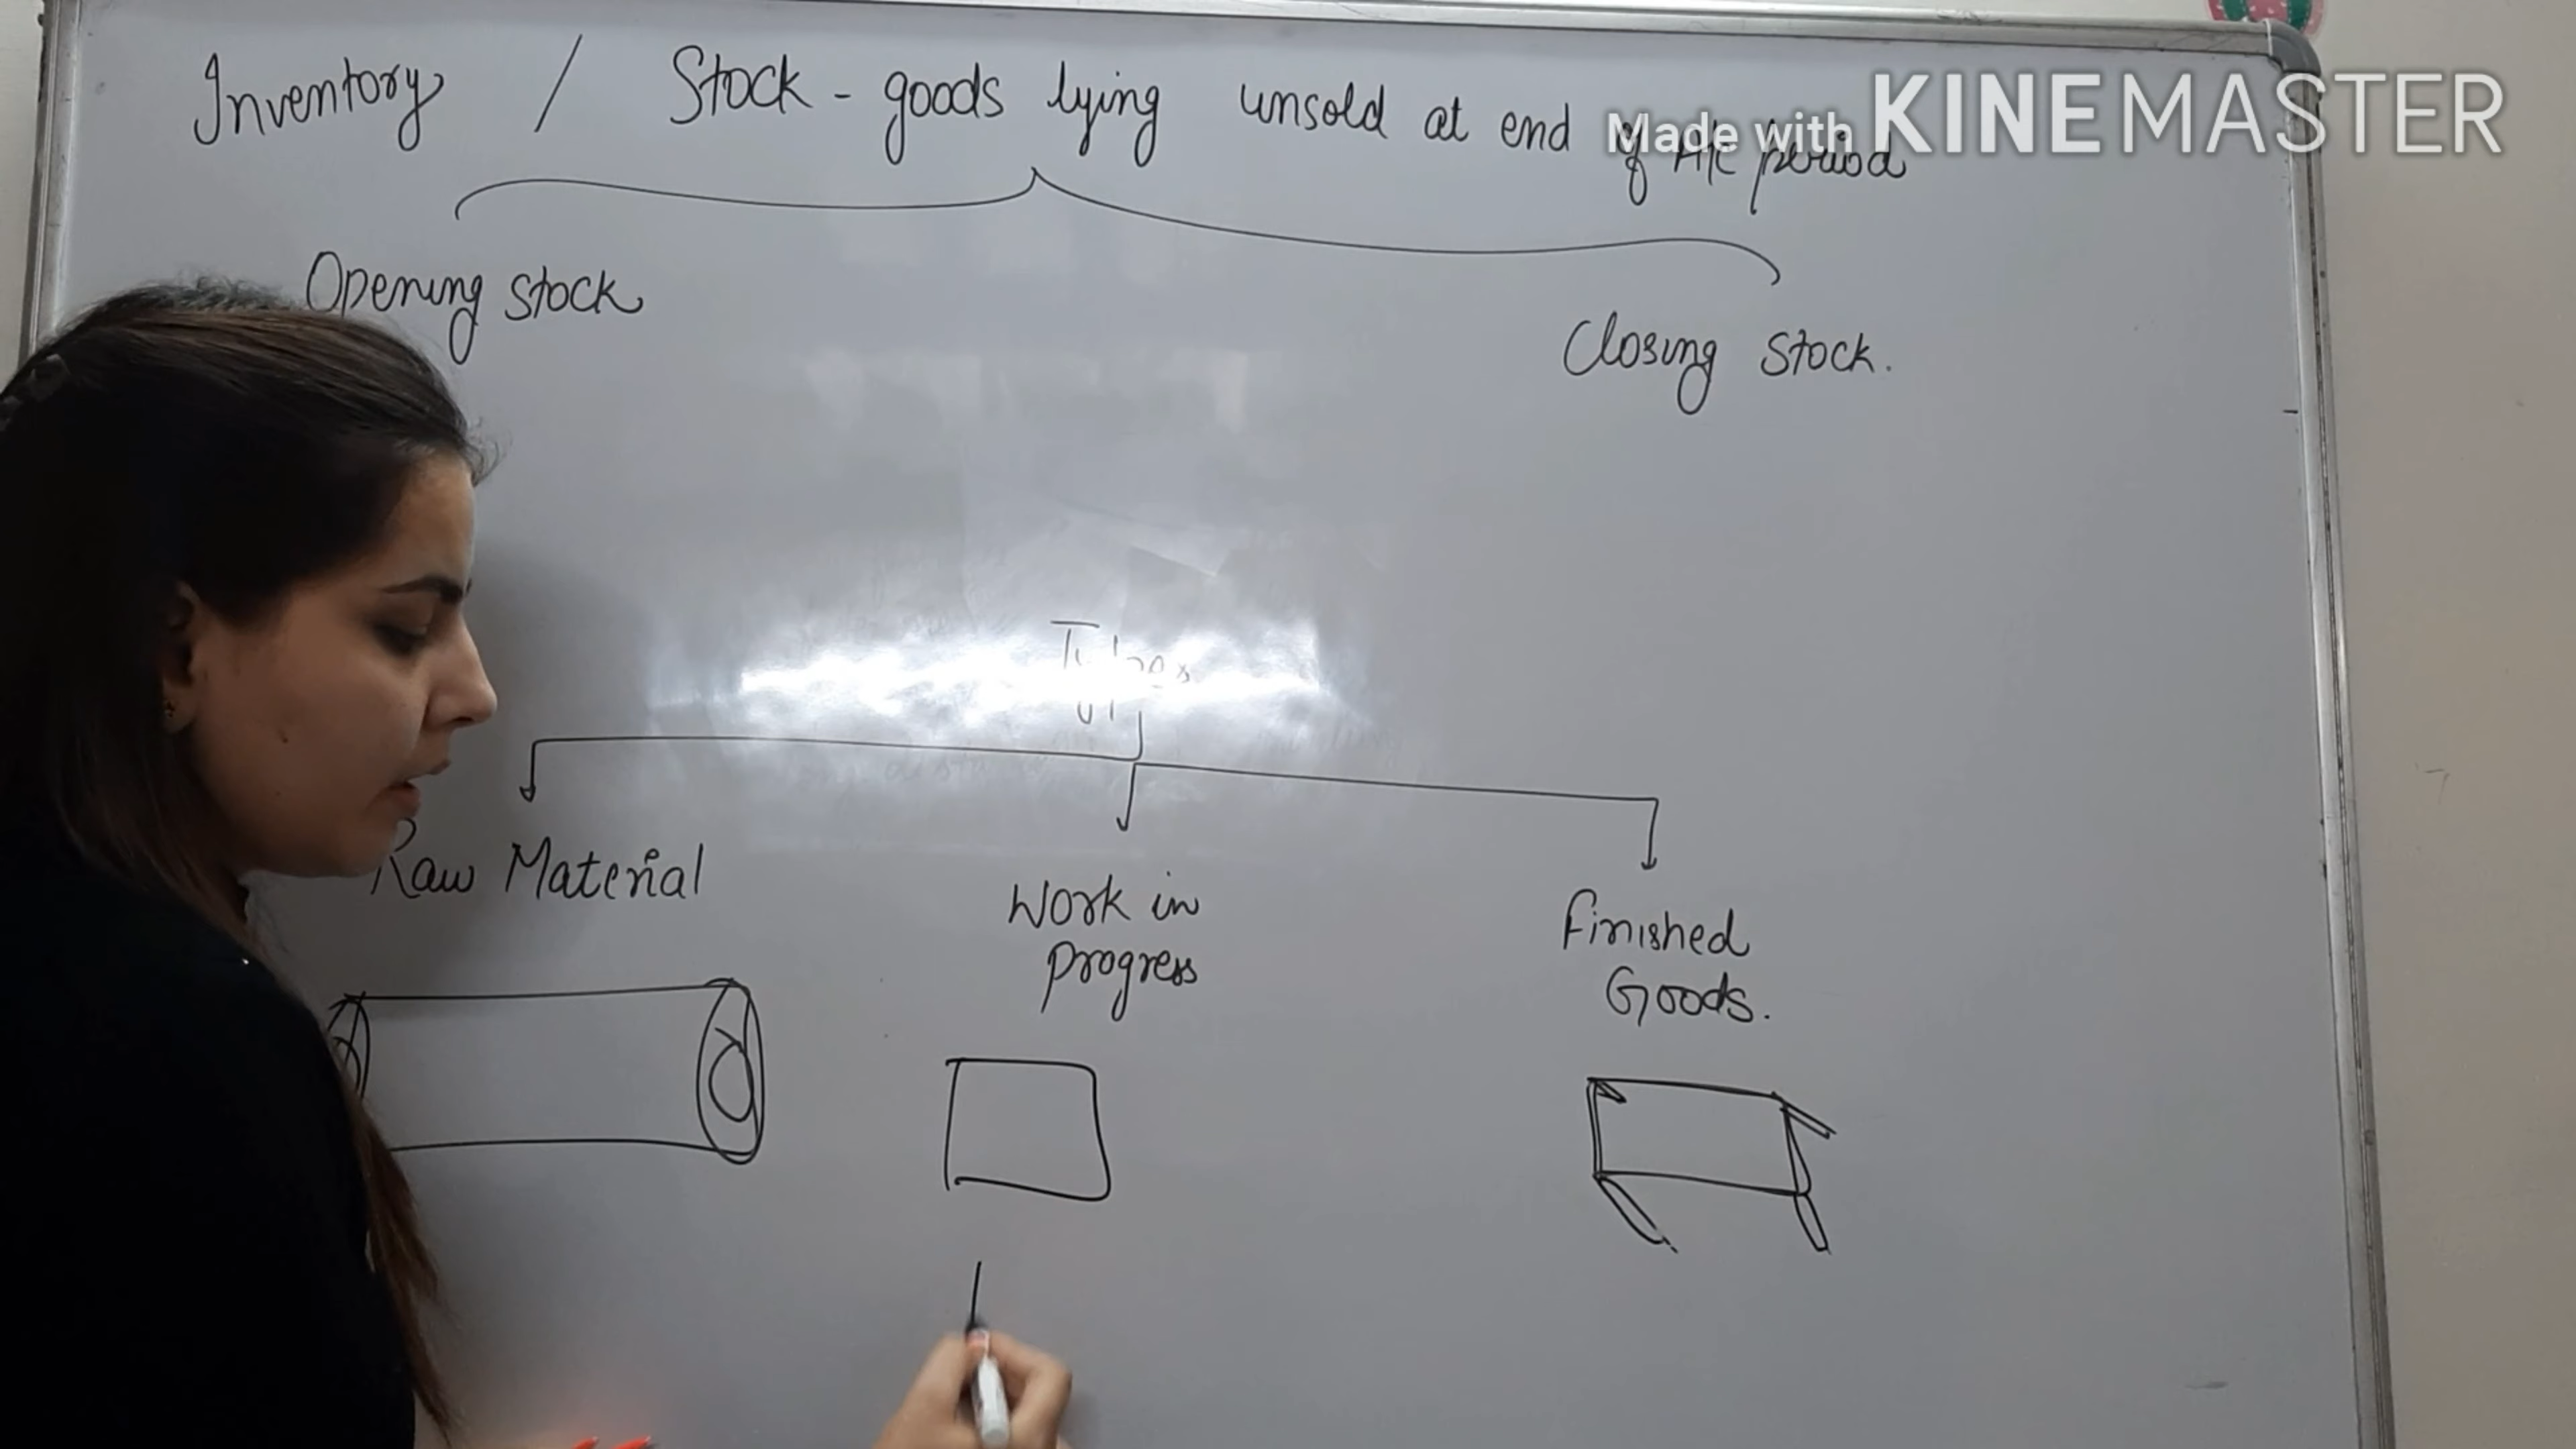 Inventory / Stock - goods lying unsold at end of A/c period
Made with KINEMASTER
Opening stock
Closing stock.
Types
Raw Material
Work in
progress
Finished
Goods.